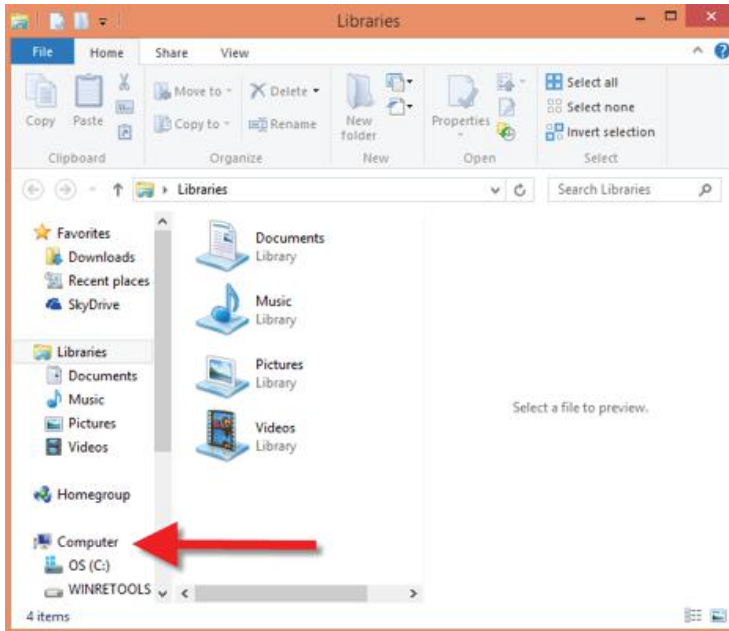 Libraries
File Home Share View
Copy Paste Move to Delete New folder Properties Select all
Copy to Rename Select none
Invert selection
Clipboard Organize New Open Select
Libraries Search Libraries
Favorites
Downloads
Recent places
SkyDrive
Libraries
Documents
Music
Pictures
Videos
Homegroup
Computer
OS (C:)
WINRETOOLS
Documents
Library
Music
Library
Pictures
Library
Videos
Library
Select a file to preview.
4 items